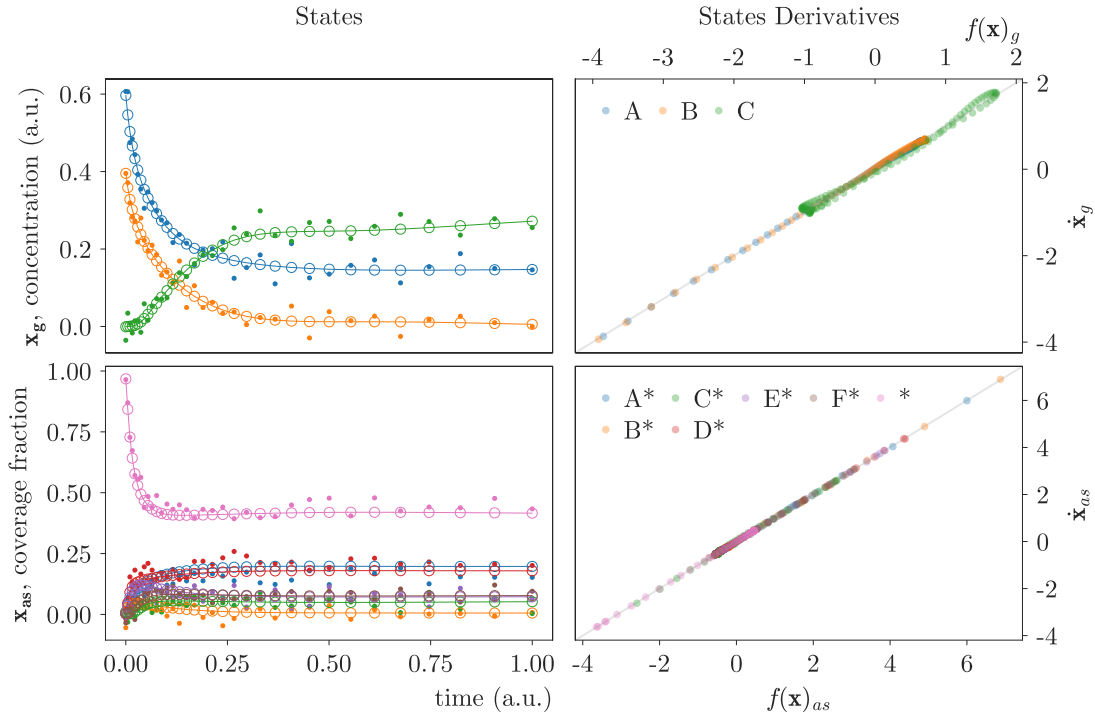 States
States Derivatives
f(x)_g
-4 -3 -2 -1 0 1 2
0.6
0.4
0.2
0.0
x_g, concentration (a.u.)
A B C
2
0
-2
-4
ẋ_g
1.00
0.75
0.50
0.25
0.00
x_as, coverage fraction
0.00 0.25 0.50 0.75 1.00
time (a.u.)
A* C* E* F* *
B* D*
6
4
2
0
-2
-4
ẋ_as
-4 -2 0 2 4 6
f(x)_as